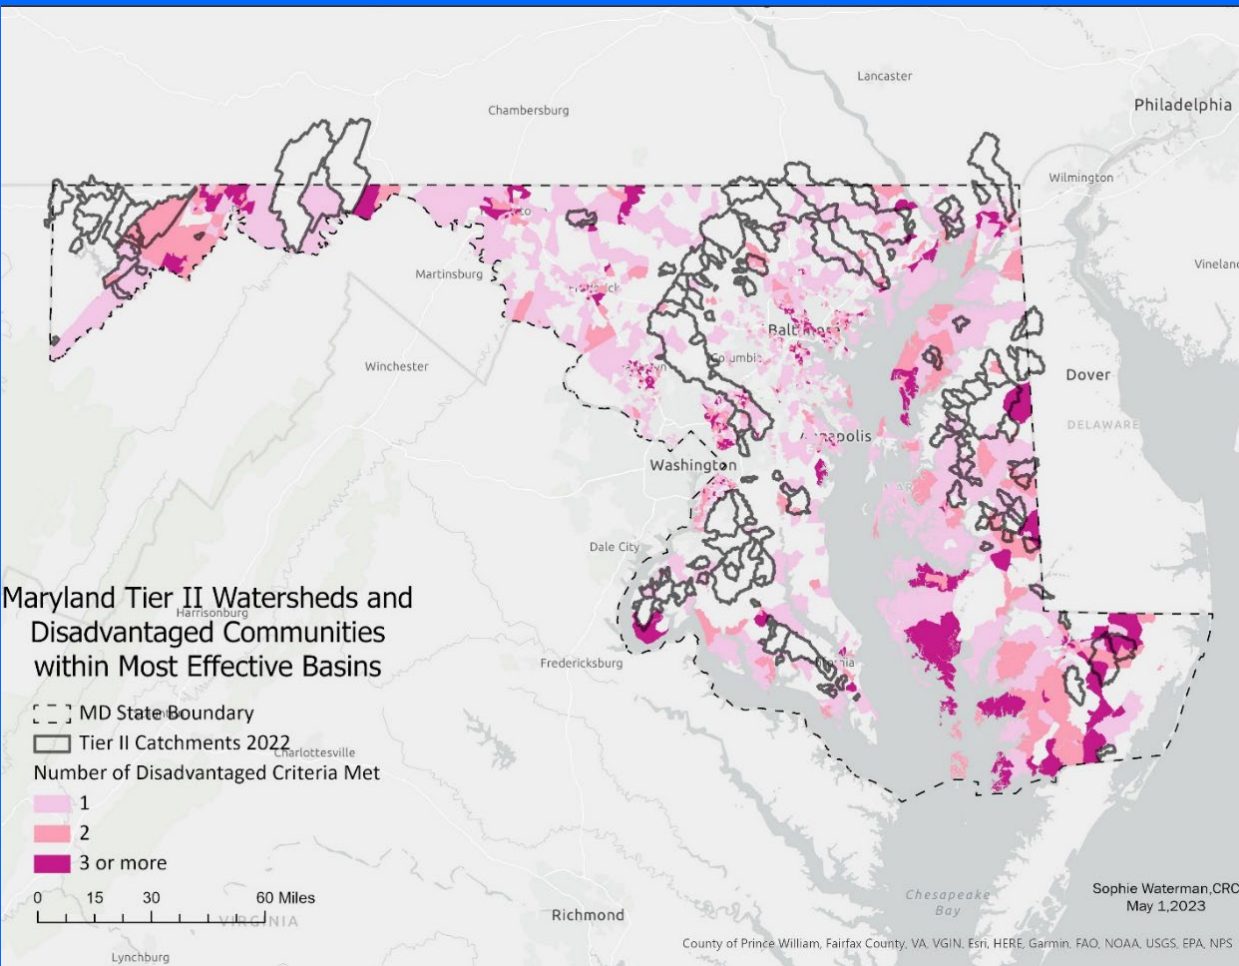 Lancaster
Philadelphia
Chambersburg
Wilmington
Martinsburg
Vineland
Winchester
Columbia
Dover
DELAWARE
Washington
Dale City
Maryland Tier II Watersheds and
Harrisonburg
Disadvantaged Communities
within Most Effective Basins
Fredericksburg
MD State Boundary
Tier II Catchments 2022
Charlottesville
Number of Disadvantaged Criteria Met
1
2
3 or more
0 15 30 60 Miles
VIRGINIA
Richmond
Chesapeake
Bay
Sophie Waterman,CRC
May 1,2023
County of Prince William, Fairfax County, VA, VGIN, Esri, HERE, Garmin, FAO, NOAA, USGS, EPA, NPS
Lynchburg